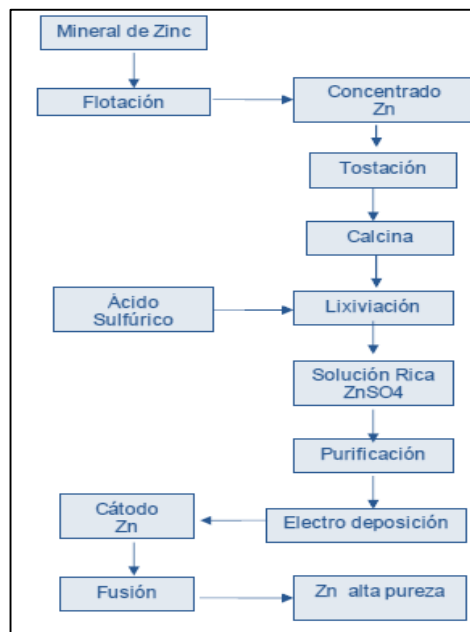 Mineral de Zinc
Flotación
Concentrado
Zn
Tostación
Calcina
Ácido
Sulfúrico
Lixiviación
Solución Rica
ZnSO4
Purificación
Cátodo
Zn
Electro deposición
Fusión
Zn alta pureza